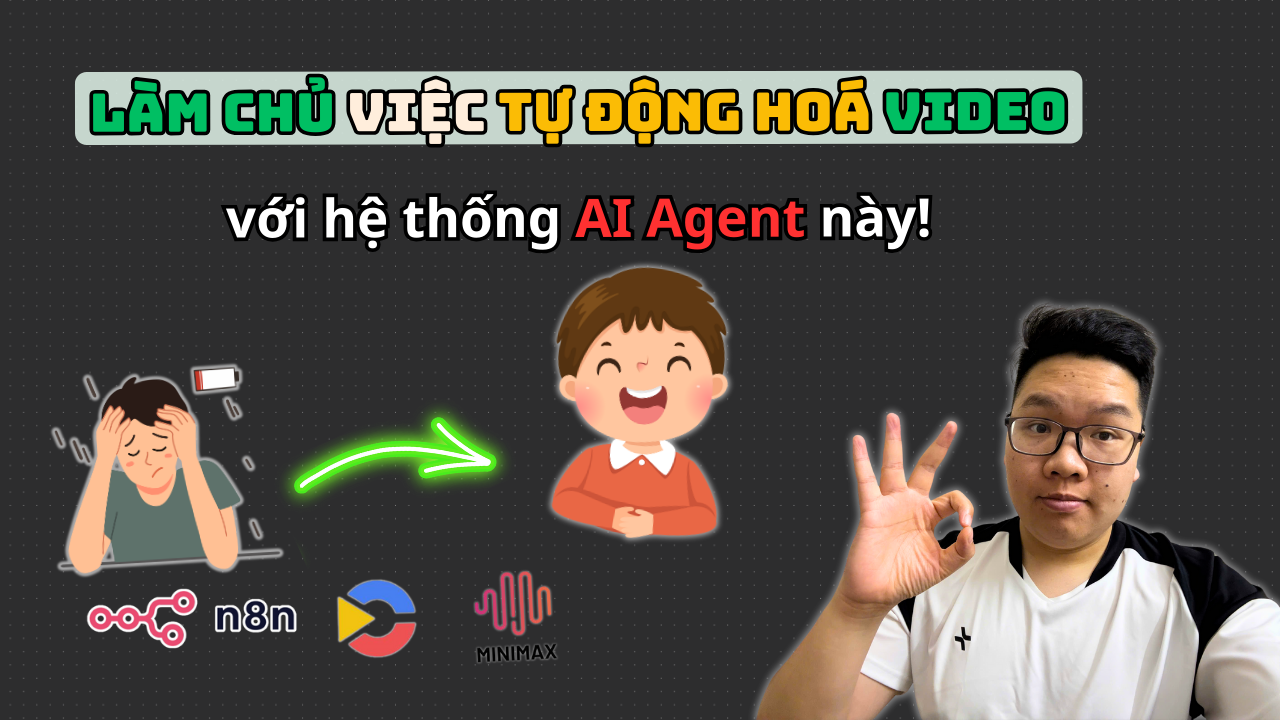 LÀM CHỦ VIỆC TỰ ĐỘNG HOÁ VIDEO
với hệ thống AI Agent này!
n8n
MINIMAX